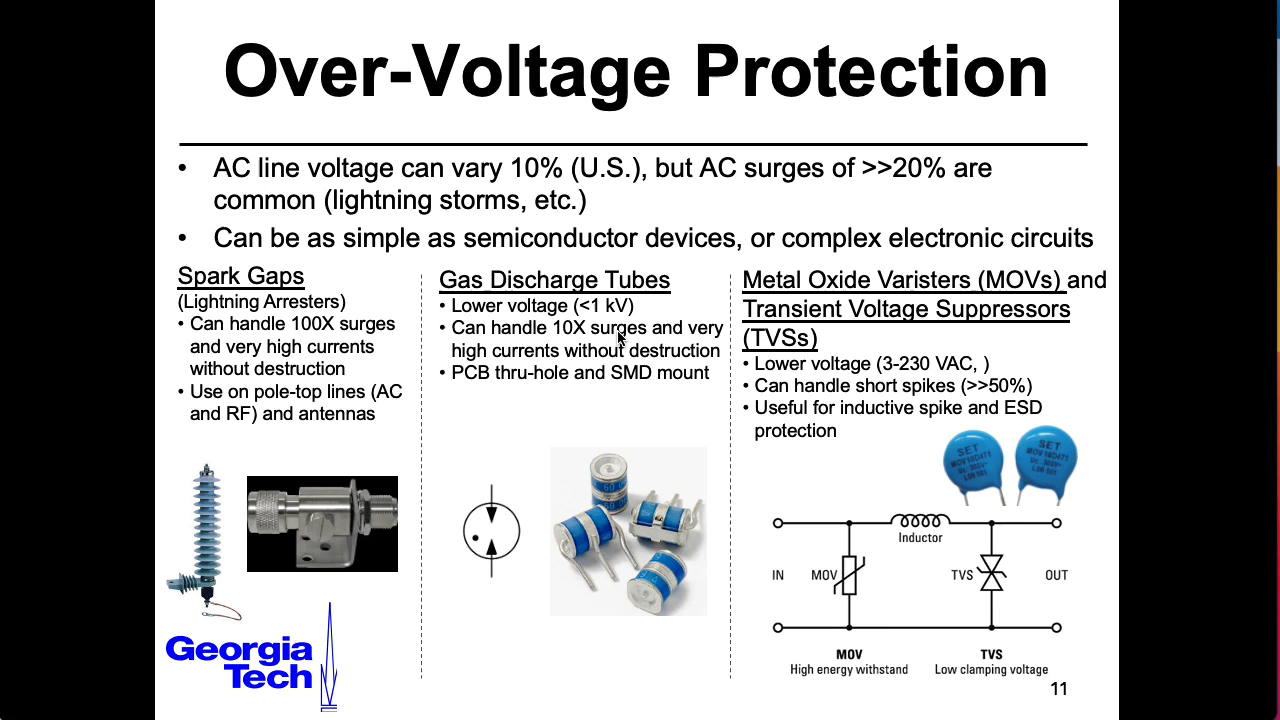 Over-Voltage Protection
• AC line voltage can vary 10% (U.S.), but AC surges of >>20% are
common (lightning storms, etc.)
• Can be as simple as semiconductor devices, or complex electronic circuits
Spark Gaps
(Lightning Arresters)
• Can handle 100X surges
and very high currents
without destruction
• Use on pole-top lines (AC
and RF) and antennas
Gas Discharge Tubes
• Lower voltage (<1 kV)
• Can handle 10X surges and very
high currents without destruction
• PCB thru-hole and SMD mount
Metal Oxide Varisters (MOVs) and
Transient Voltage Suppressors
(TVSs)
• Lower voltage (3-230 VAC, )
• Can handle short spikes (>>50%)
• Useful for inductive spike and ESD
protection
SET
SET
Inductor
IN
MOV
TVS
OUT
MOV
High energy withstand
TVS
Low clamping voltage
Georgia
Tech
11